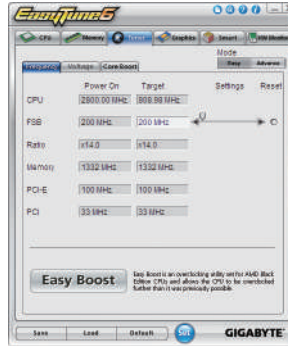 EasyTune6
CPU Memory Tuner Graphics Smart HW Monitor
Mode
Easy Advance
Frequency Voltage Core Boost
Power On Target Settings Reset
CPU 2800.00 MHz 808.98 MHz
FSB 200 MHz 200 MHz
Ratio x14.0 x14.0
Memory 1332 MHz 1332 MHz
PCI-E 100 MHz 100 MHz
PCI 33 MHz 33 MHz
Easy Boost
Easy Boost is an overclocking utility set for AMD Black
Edition CPUs and allows the CPU to be overclocked
further than it was previously possible.
Save Load Default Set GIGABYTE